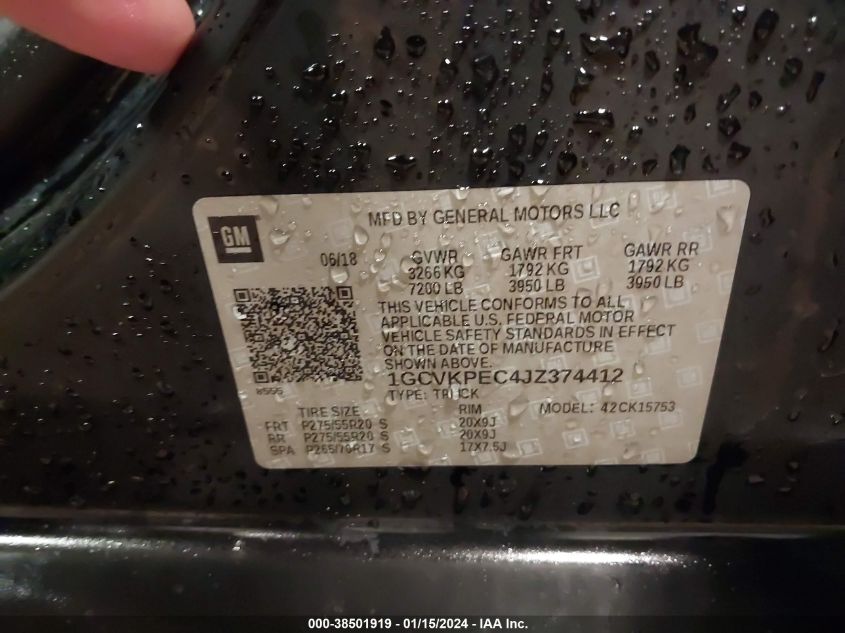 GM
MFD BY GENERAL MOTORS LLC
06/18 GVWR GAWR FRT GAWR RR
3266 KG 1792 KG 1792 KG
7200 LB 3950 LB 3950 LB
THIS VEHICLE CONFORMS TO ALL
APPLICABLE U.S. FEDERAL MOTOR
VEHICLE SAFETY STANDARDS IN EFFECT
ON THE DATE OF MANUFACTURE
SHOWN ABOVE.
1GCVKPEC4JZ374412
TYPE: TRUCK
TIRE SIZE RIM MODEL: 42CK15753
FRT P275/55R20 S 20X9J
RR P275/55R20 S 20X9J
SPA P265/70R17 S 17X7.5J
000-38501919 - 01/15/2024 - IAA Inc.